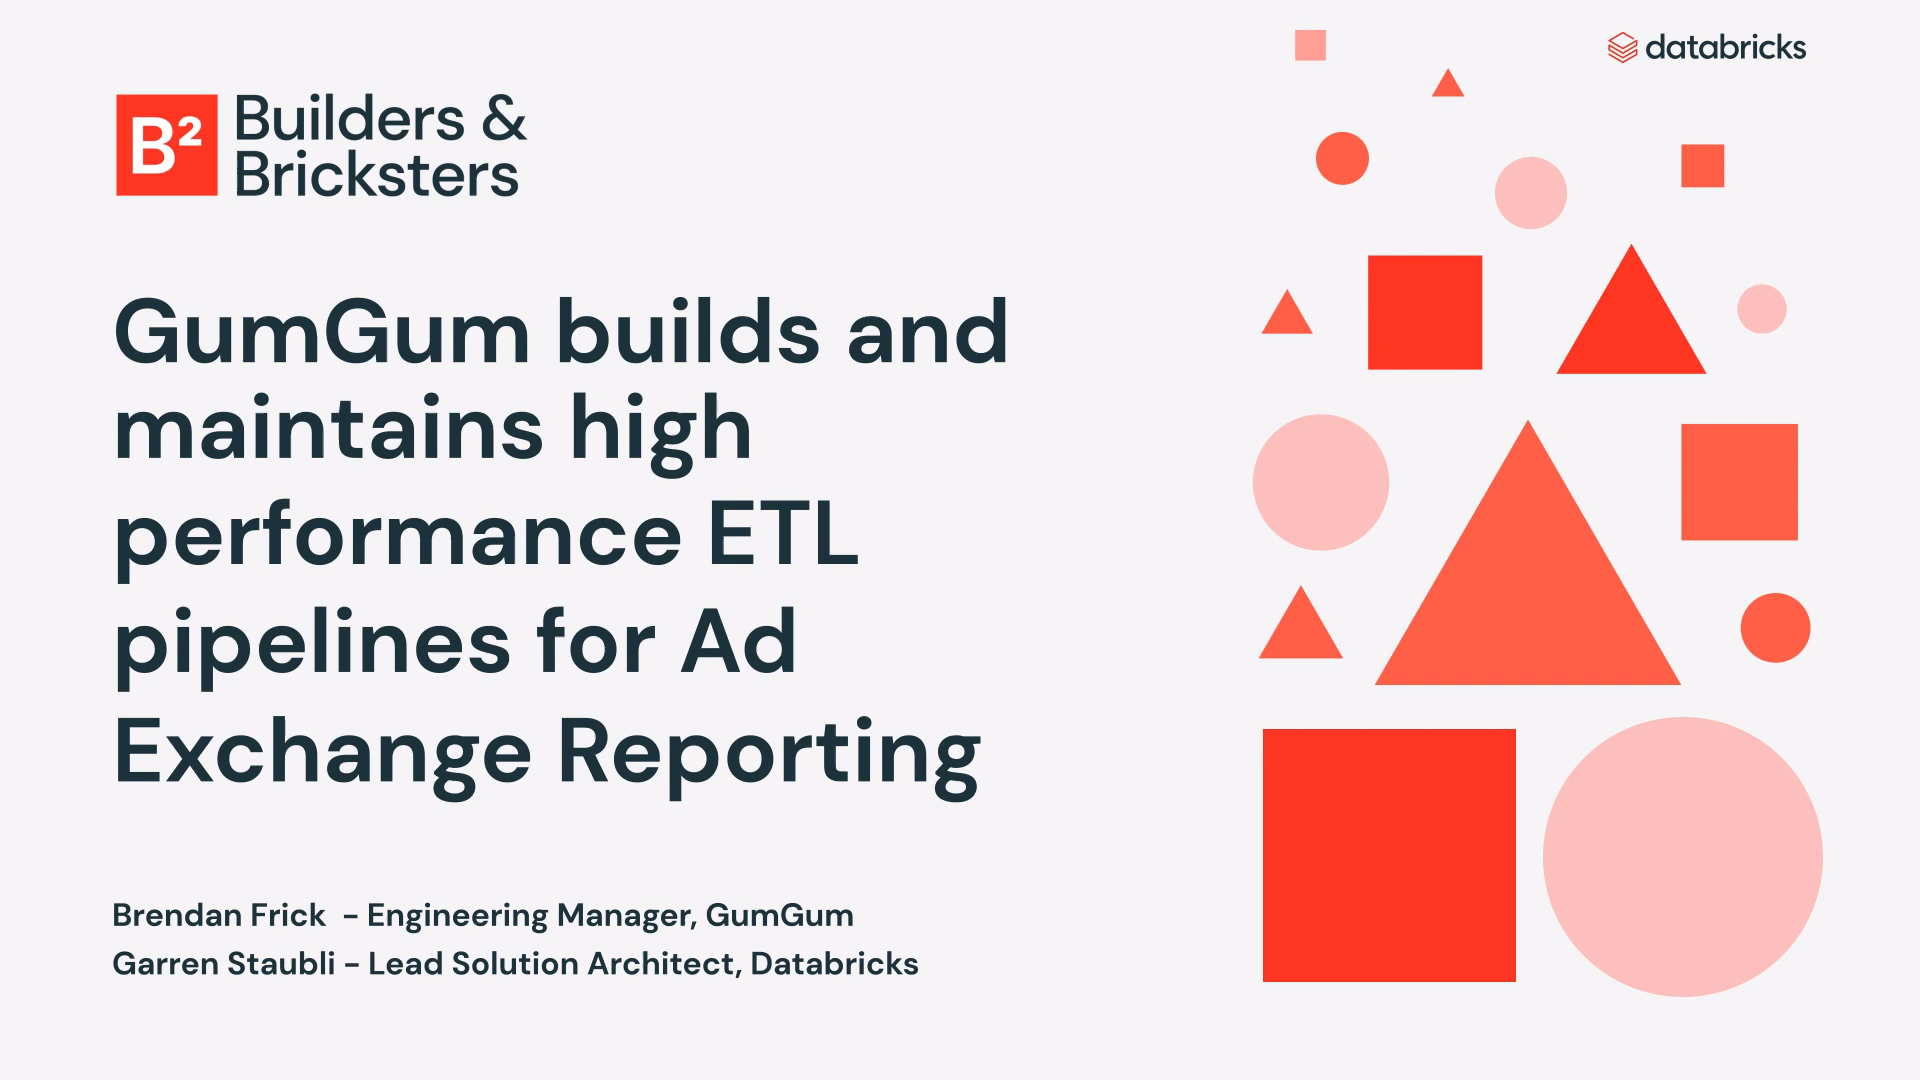 databricks
B² Builders &
Bricksters
GumGum builds and
maintains high
performance ETL
pipelines for Ad
Exchange Reporting
Brendan Frick – Engineering Manager, GumGum
Garren Staubli – Lead Solution Architect, Databricks